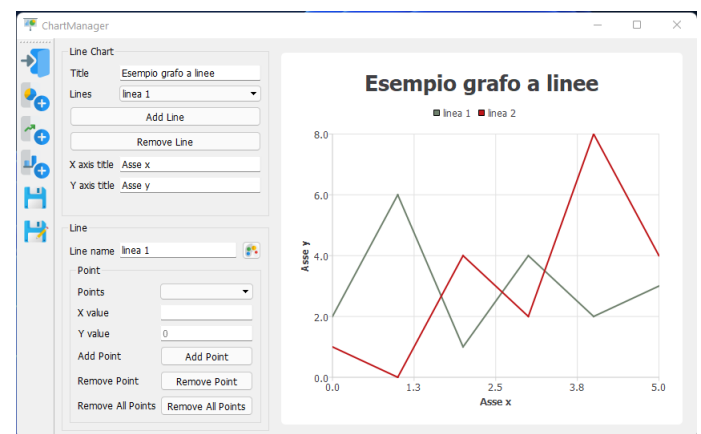 ChartManager
Line Chart
Title Esempio grafo a linee
Lines linea 1
Add Line
Remove Line
X axis title Asse x
Y axis title Asse y
Line
Line name linea 1
Point
Points
X value
Y value 0
Add Point Add Point
Remove Point Remove Point
Remove All Points Remove All Points
Esempio grafo a linee
linea 1 linea 2
8.0
6.0
4.0
2.0
0.0
Asse y
0.0 1.3 2.5 3.8 5.0
Asse x